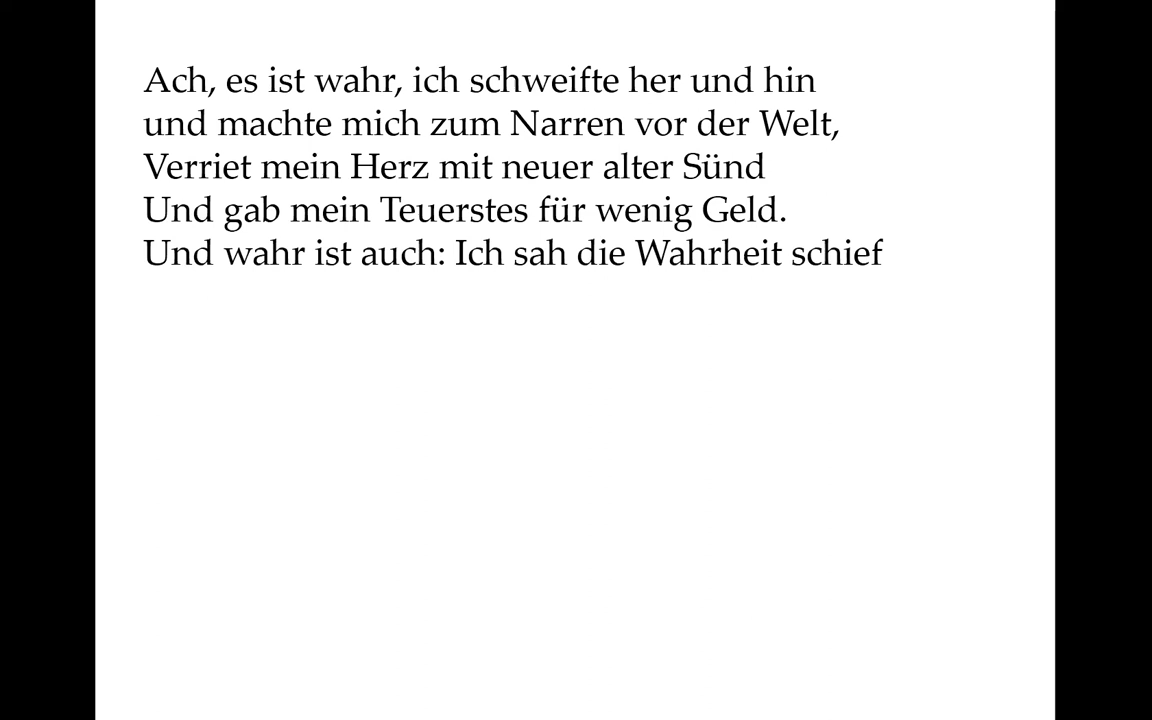 Ach, es ist wahr, ich schweifte her und hin
und machte mich zum Narren vor der Welt,
Verriet mein Herz mit neuer alter Sünd
Und gab mein Teuerstes für wenig Geld.
Und wahr ist auch: Ich sah die Wahrheit schief